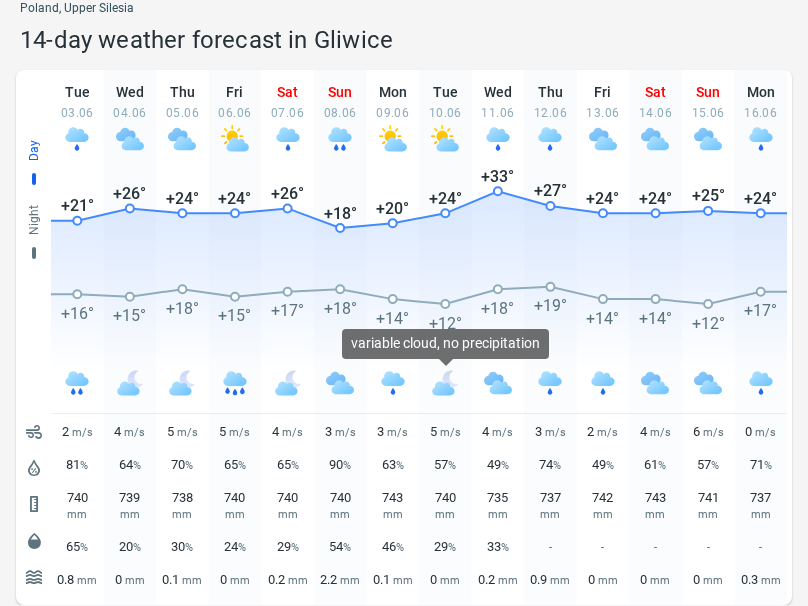 Poland, Upper Silesia
14-day weather forecast in Gliwice
Tue Wed Thu Fri Sat Sun Mon Tue Wed Thu Fri Sat Sun Mon
03.06 04.06 05.06 06.06 07.06 08.06 09.06 10.06 11.06 12.06 13.06 14.06 15.06 16.06
Day
Night
+21° +26° +24° +24° +26° +18° +20° +24° +33° +27° +24° +24° +25° +24°
+16° +15° +18° +15° +17° +18° +14° +12° +18° +19° +14° +14° +12° +17°
variable cloud, no precipitation
2 m/s 4 m/s 5 m/s 5 m/s 4 m/s 3 m/s 3 m/s 5 m/s 4 m/s 3 m/s 2 m/s 4 m/s 6 m/s 0 m/s
81% 64% 70% 65% 65% 90% 63% 57% 49% 74% 49% 61% 57% 71%
740 739 738 740 740 740 743 740 735 737 742 743 741 737
mm mm mm mm mm mm mm mm mm mm mm mm mm mm
65% 20% 30% 24% 29% 54% 46% 29% 33% - - - - -
0.8 mm 0 mm 0.1 mm 0 mm 0.2 mm 2.2 mm 0.1 mm 0 mm 0.2 mm 0.9 mm 0 mm 0 mm 0 mm 0.3 mm